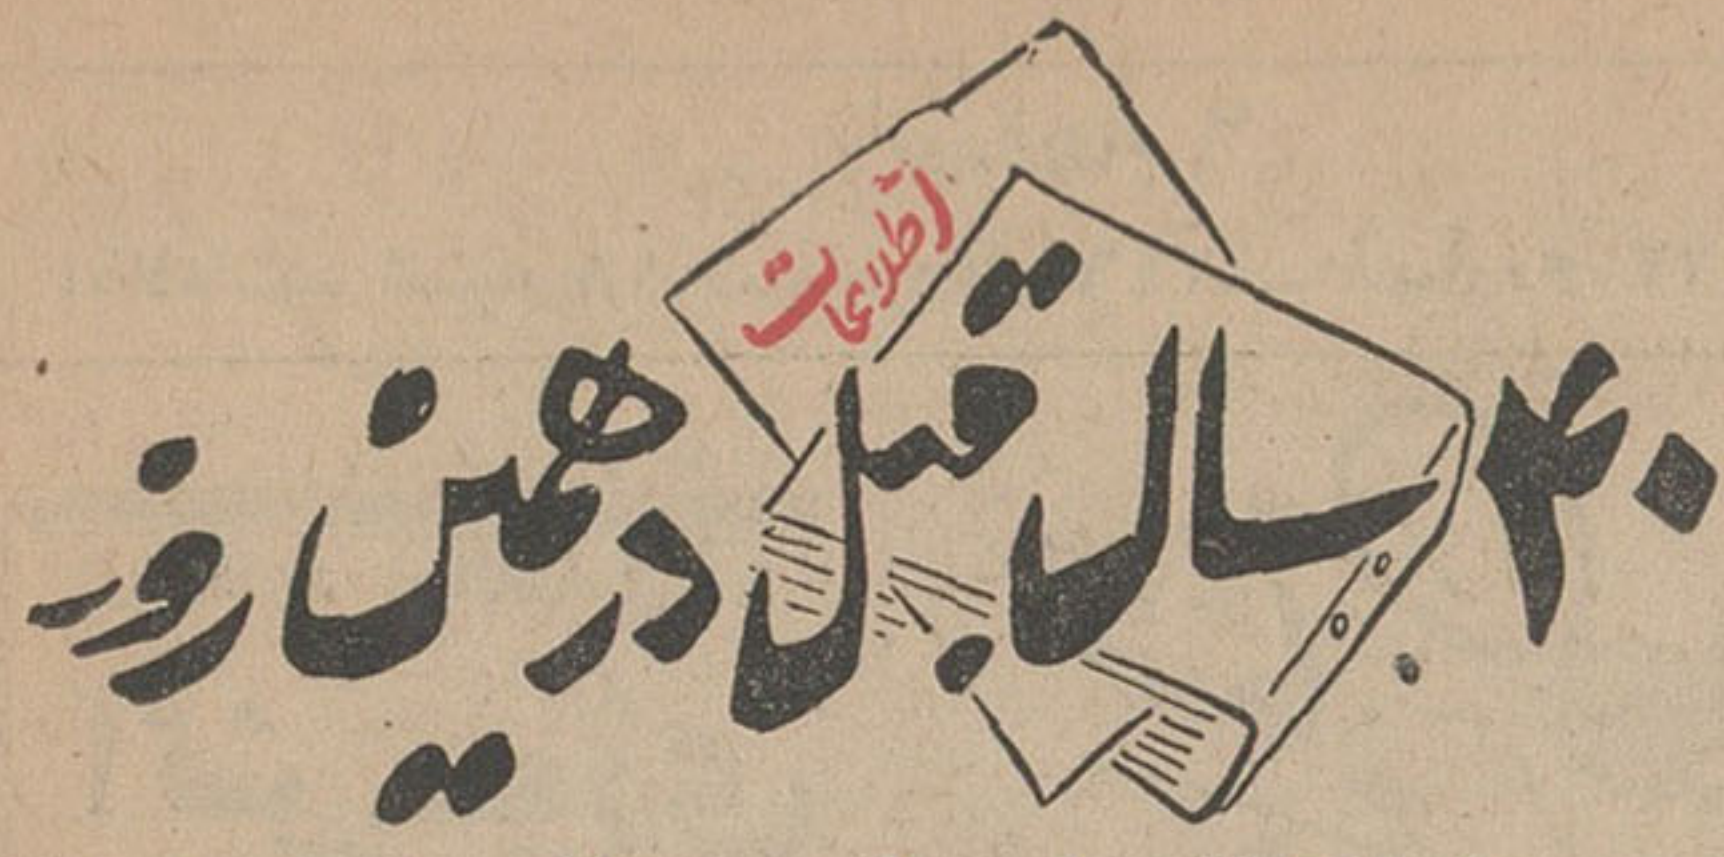 اطلاعات
۴۰ سال قبل در همین روز